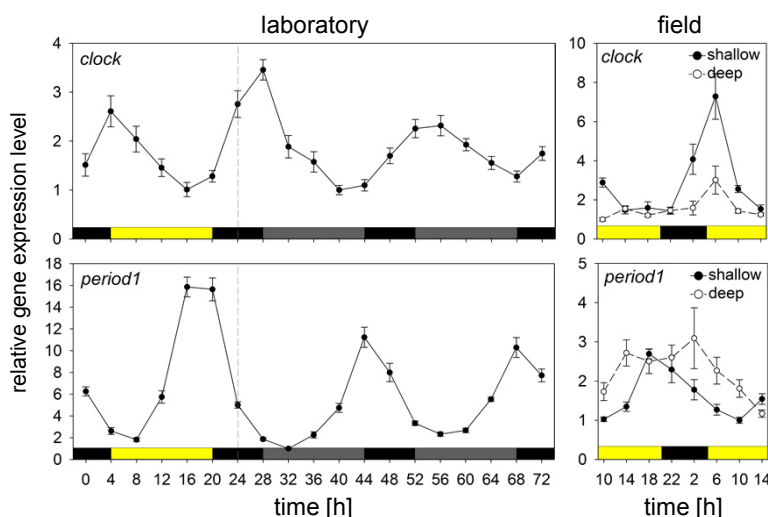 laboratory
field
relative gene expression level
clock
4
3
2
1
0
clock
shallow
deep
10
8
6
4
2
0
period1
18
16
14
12
10
8
6
4
2
0
0 4 8 12 16 20 24 28 32 36 40 44 48 52 56 60 64 68 72
time [h]
period1
shallow
deep
5
4
3
2
1
0
10 14 18 22 2 6 10 14
time [h]